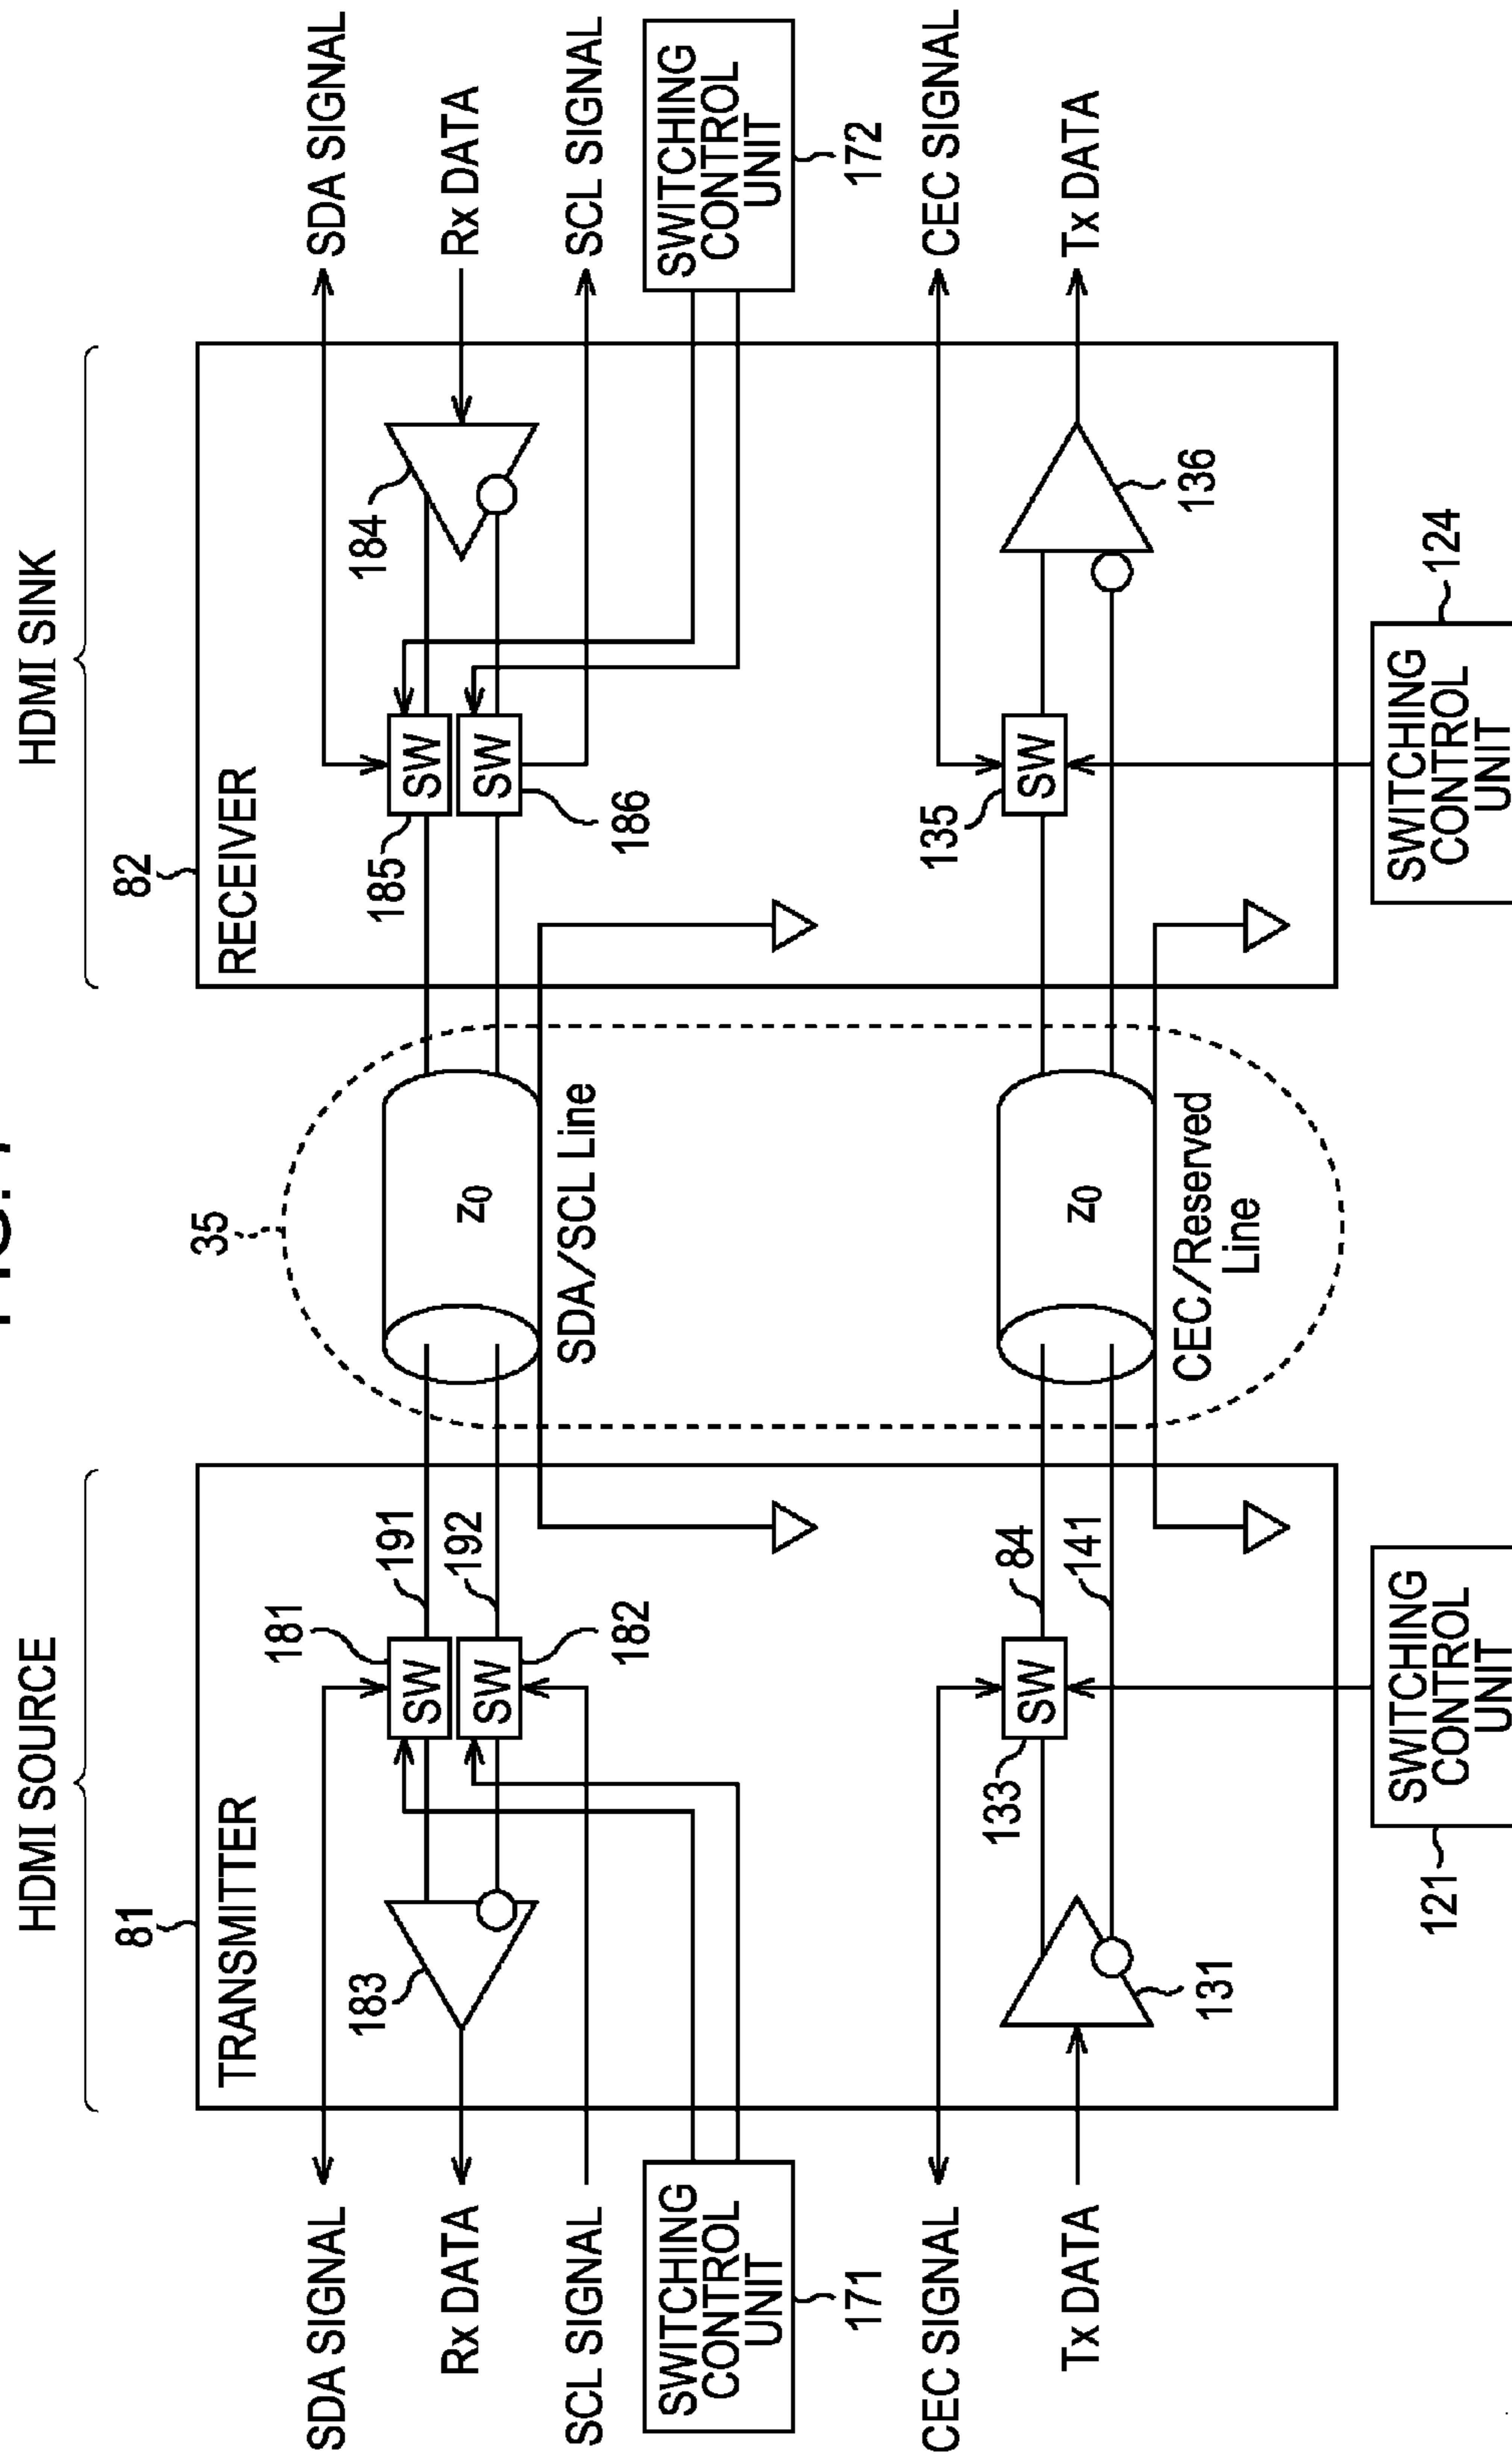 HDMI SOURCE
HDMI SINK
81
TRANSMITTER
35
82
RECEIVER
SDA SIGNAL
Rx DATA
SCL SIGNAL
SWITCHING
CONTROL
UNIT
171
CEC SIGNAL
Tx DATA
183
181
SW
SW
182
191
192
131
133
SW
84
141
SWITCHING
CONTROL
UNIT
121
Z0
SDA/SCL Line
Z0
CEC/Reserved
Line
185
SW
SW
186
184
135
SW
136
SWITCHING
CONTROL
UNIT
124
SDA SIGNAL
Rx DATA
SCL SIGNAL
SWITCHING
CONTROL
UNIT
172
CEC SIGNAL
Tx DATA